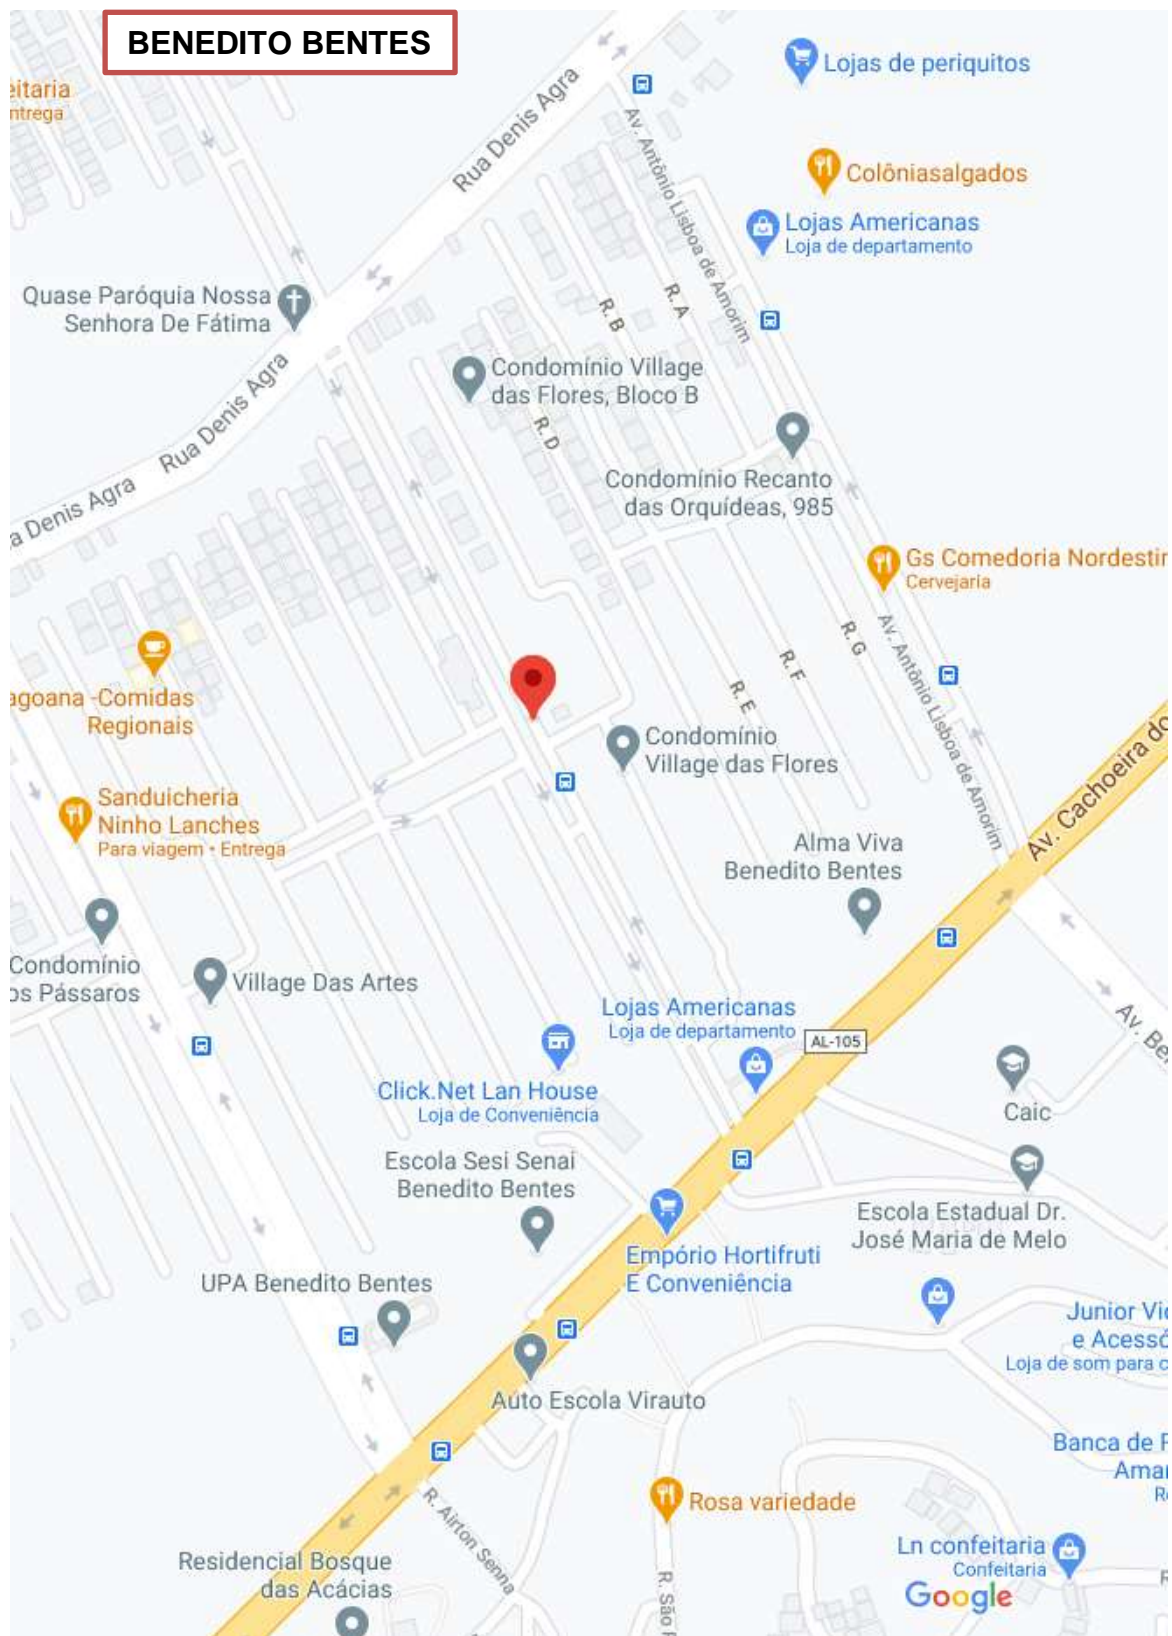 BENEDITO BENTES
eitaria
ntrega
Lojas de periquitos
Rua Denis Agra
Av. Antônio Lisboa de Amorim
Colôniasalgados
Lojas Americanas
Loja de departamento
Quase Paróquia Nossa
Senhora De Fátima
R. B
R. A
Condomínio Village
das Flores, Bloco B
Rua Denis Agra
R. D
Condomínio Recanto
das Orquídeas, 985
a Denis Agra
Gs Comedoria Nordestin
Cervejaria
R. G
Av. Antônio Lisboa de Amorim
R. F
R. E
agoana -Comidas
Regionais
Condomínio
Village das Flores
Av. Cachoeira do
Sanduicheria
Ninho Lanches
Para viagem • Entrega
Alma Viva
Benedito Bentes
Condomínio
os Pássaros
Village Das Artes
Lojas Americanas
Loja de departamento
AL-105
Av. Be
Click.Net Lan House
Loja de Conveniência
Caic
Escola Sesi Senai
Benedito Bentes
Escola Estadual Dr.
José Maria de Melo
Empório Hortifruti
E Conveniência
UPA Benedito Bentes
Junior Vi
e Acessó
Loja de som para c
Auto Escola Virauto
Banca de
Amar
Rosa variedade
R. Airton Senna
Ln confeitaria
Confeitaria
Residencial Bosque
das Acácias
R. São
Google